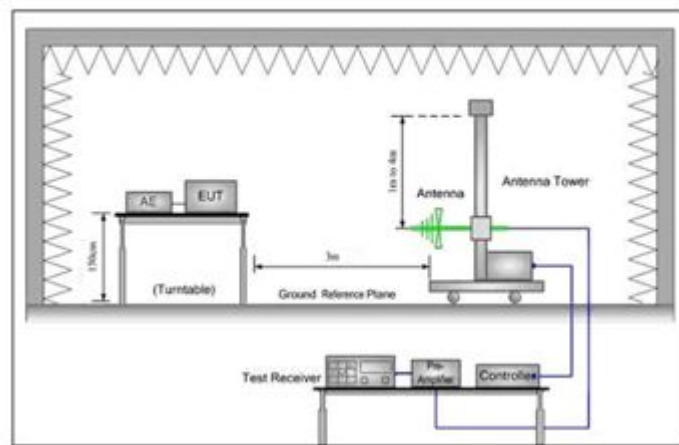 1m to 4m
Antenna
Antenna Tower
AE
EUT
150cm
3m
(Turntable)
Ground Reference Plane
Test Receiver
Pre-
Amplifier
Controller